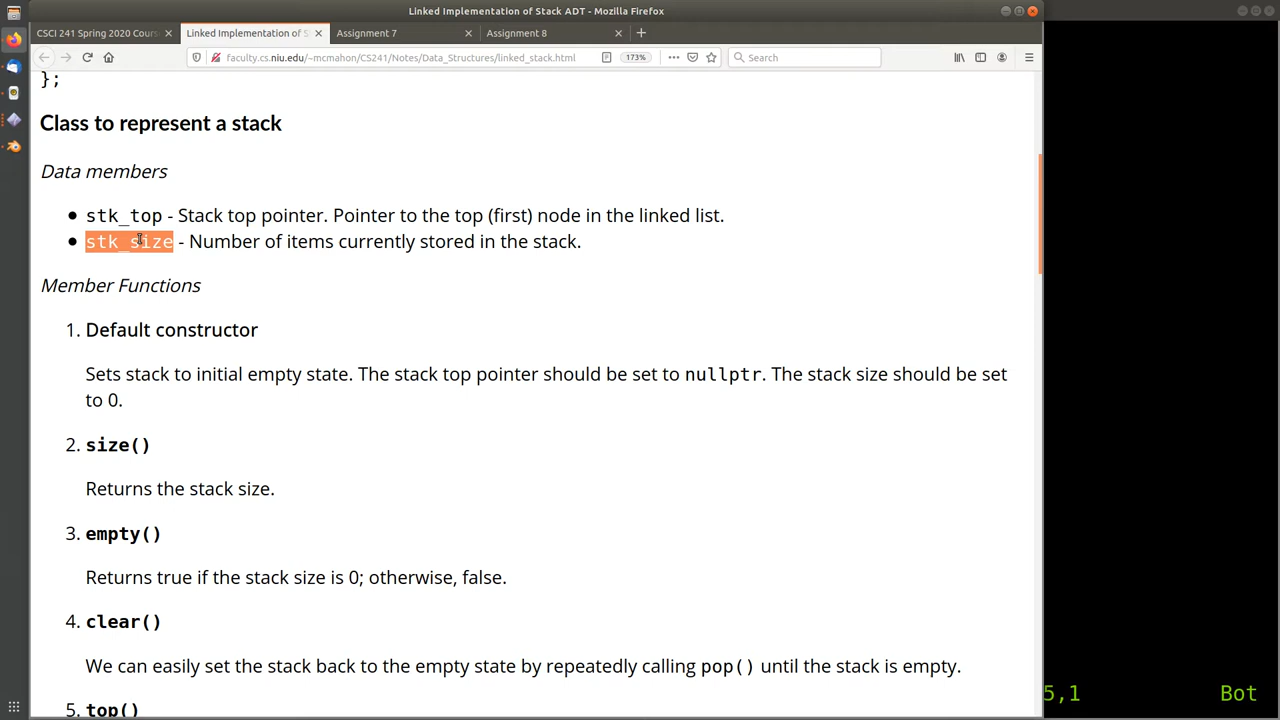 Linked Implementation of Stack ADT - Mozilla Firefox
CSCI 241 Spring 2020 Cour
Linked Implementation of S
Assignment 7
Assignment 8
faculty.cs.niu.edu/~mcmahon/CS241/Notes/Data_Structures/linked_stack.html
173%
Search
};
Class to represent a stack
Data members
stk_top - Stack top pointer. Pointer to the top (first) node in the linked list.
stk_size - Number of items currently stored in the stack.
Member Functions
1. Default constructor
Sets stack to initial empty state. The stack top pointer should be set to nullptr. The stack size should be set
to 0.
2. size()
Returns the stack size.
3. empty()
Returns true if the stack size is 0; otherwise, false.
4. clear()
We can easily set the stack back to the empty state by repeatedly calling pop() until the stack is empty.
5. top()
5,1
Bot